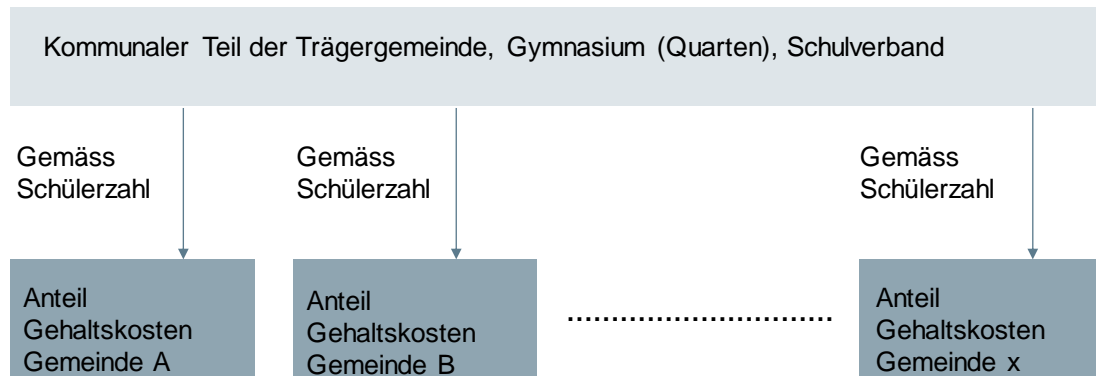 Kommunaler Teil der Trägergemeinde, Gymnasium (Quarten), Schulverband
Gemäss
Schülerzahl
Gemäss
Schülerzahl
Gemäss
Schülerzahl
Anteil
Gehaltskosten
Gemeinde A
Anteil
Gehaltskosten
Gemeinde B
..............................
Anteil
Gehaltskosten
Gemeinde x